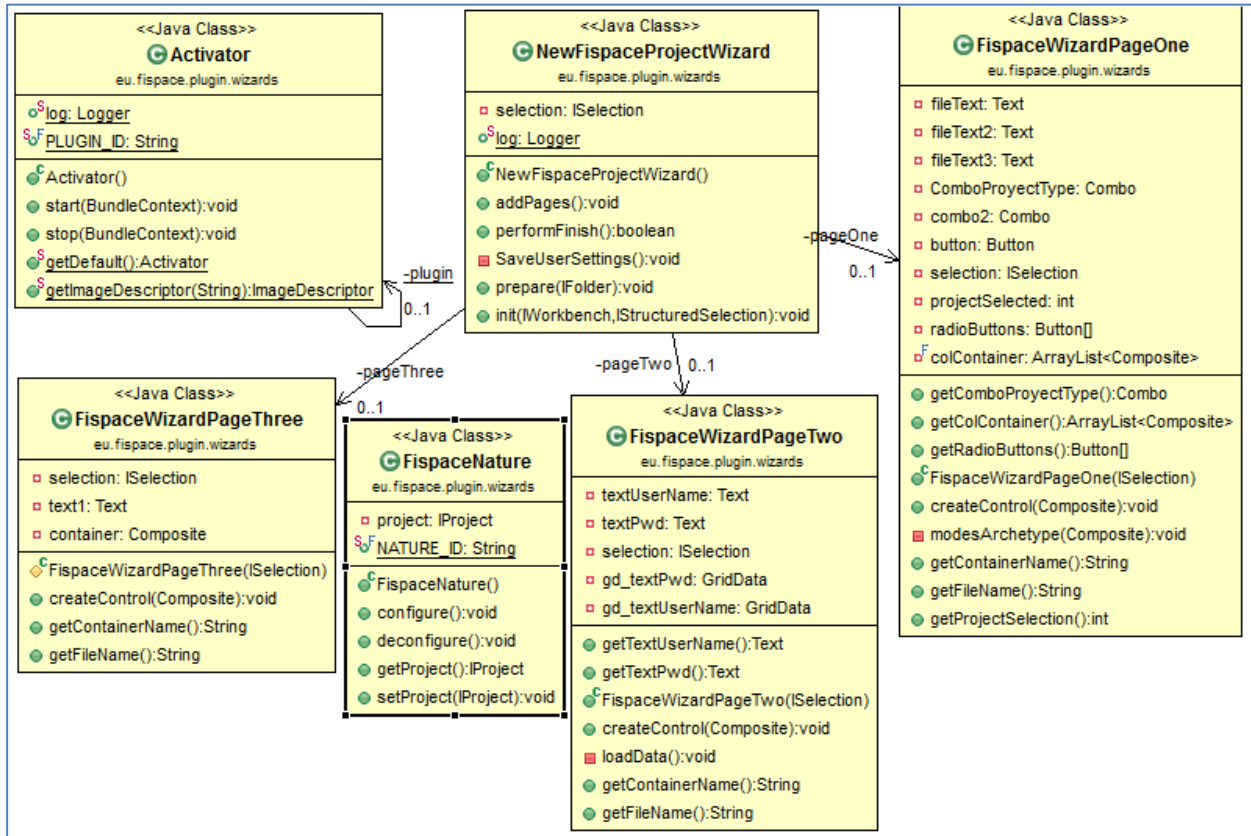 <<Java Class>>
Activator
eu.fispace.plugin.wizards
log: Logger
PLUGIN_ID: String
Activator()
start(BundleContext):void
stop(BundleContext):void
getDefault():Activator
getImageDescriptor(String):ImageDescriptor
-plugin
0..1
<<Java Class>>
NewFispaceProjectWizard
eu.fispace.plugin.wizards
selection: ISelection
log: Logger
NewFispaceProjectWizard()
addPages():void
performFinish():boolean
SaveUserSettings():void
prepare(IFolder):void
init(IWorkbench,IStructuredSelection):void
-pageOne
0..1
-pageTwo
0..1
-pageThree
0..1
<<Java Class>>
FispaceWizardPageOne
eu.fispace.plugin.wizards
fileText: Text
fileText2: Text
fileText3: Text
ComboProyectType: Combo
combo2: Combo
button: Button
selection: ISelection
projectSelected: int
radioButtons: Button[]
colContainer: ArrayList<Composite>
getComboProyectType():Combo
getColContainer():ArrayList<Composite>
getRadioButtons():Button[]
FispaceWizardPageOne(ISelection)
createControl(Composite):void
modesArchetype(Composite):void
getContainerName():String
getFileName():String
getProjectSelection():int
<<Java Class>>
FispaceWizardPageThree
eu.fispace.plugin.wizards
selection: ISelection
text1: Text
container: Composite
FispaceWizardPageThree(ISelection)
createControl(Composite):void
getContainerName():String
getFileName():String
<<Java Class>>
FispaceNature
eu.fispace.plugin.wizards
project: IProject
NATURE_ID: String
FispaceNature()
configure():void
deconfigure():void
getProject():IProject
setProject(IProject):void
<<Java Class>>
FispaceWizardPageTwo
eu.fispace.plugin.wizards
textUserName: Text
textPwd: Text
selection: ISelection
gd_textPwd: GridData
gd_textUserName: GridData
getTextUserName():Text
getTextPwd():Text
FispaceWizardPageTwo(ISelection)
createControl(Composite):void
loadData():void
getContainerName():String
getFileName():String